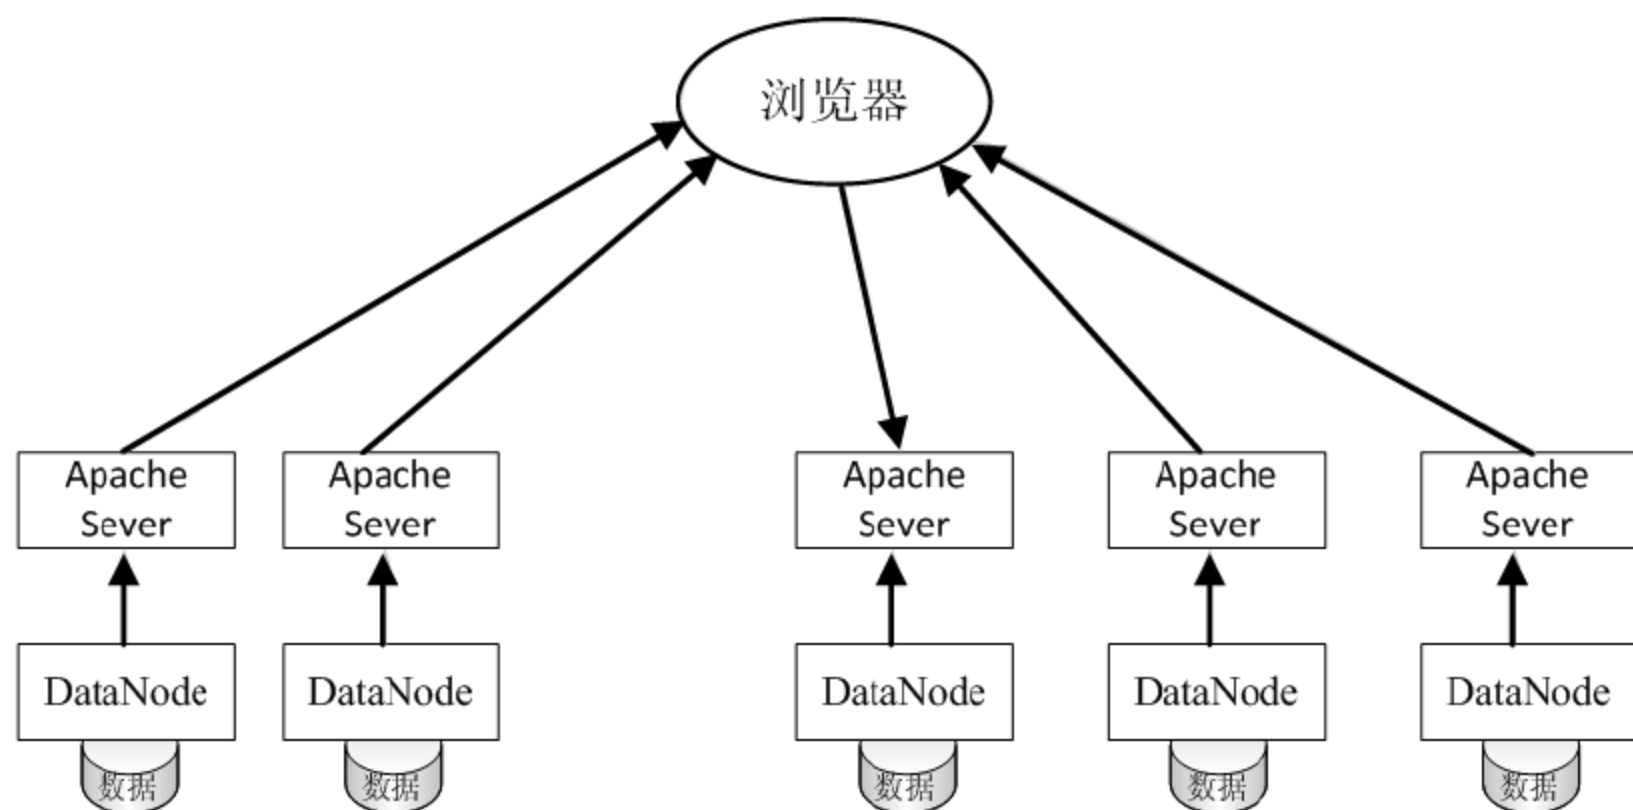 浏览器
Apache
Sever
Apache
Sever
Apache
Sever
Apache
Sever
Apache
Sever
DataNode
DataNode
DataNode
DataNode
DataNode
数据
数据
数据
数据
数据